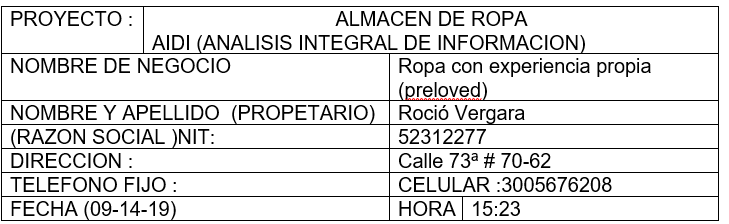 PROYECTO : ALMACEN DE ROPA
AIDI (ANALISIS INTEGRAL DE INFORMACION)
NOMBRE DE NEGOCIO Ropa con experiencia propia
(preloved)
NOMBRE Y APELLIDO (PROPETARIO) Roció Vergara
(RAZON SOCIAL )NIT: 52312277
DIRECCION : Calle 73ª # 70-62
TELEFONO FIJO : CELULAR :3005676208
FECHA (09-14-19) HORA 15:23